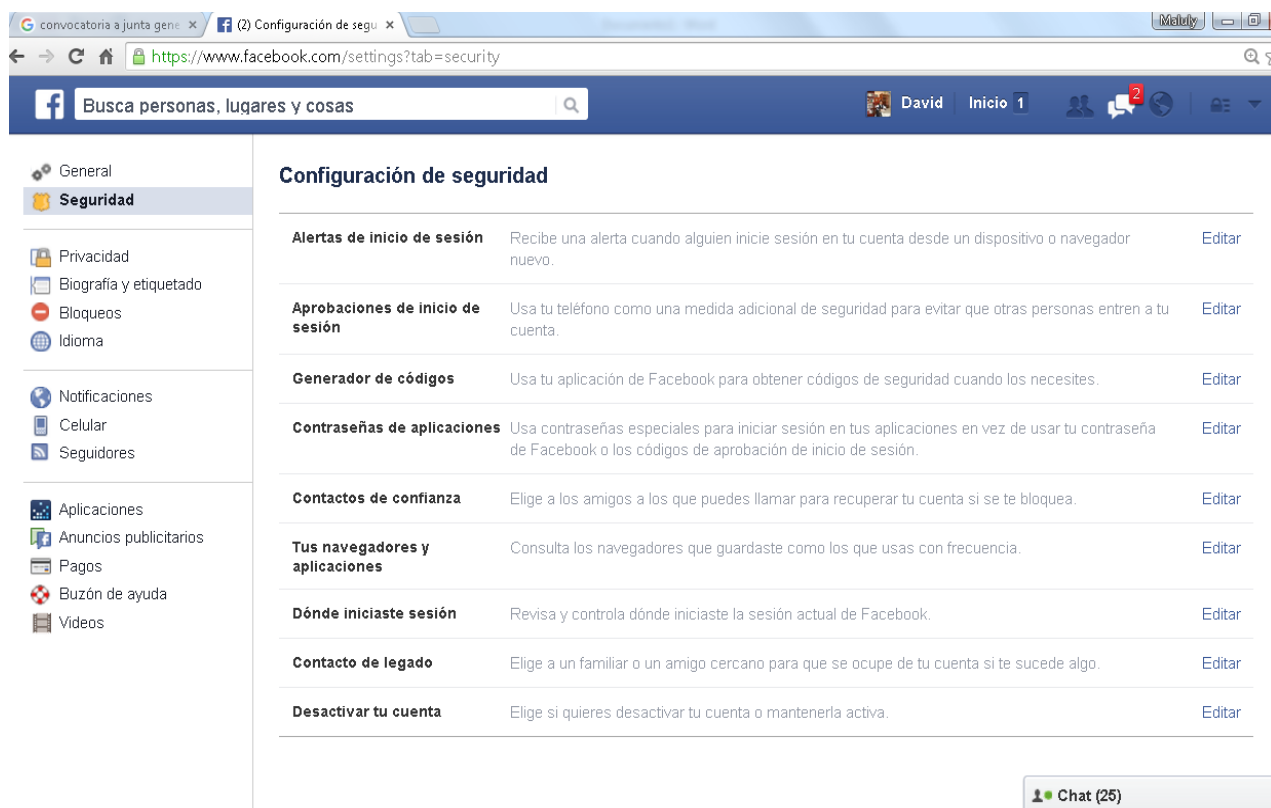 convocatoria a junta gene
(2) Configuración de segu
Maluly
https://www.facebook.com/settings?tab=security
Busca personas, lugares y cosas
David Inicio 1
2
General
Seguridad
Privacidad
Biografía y etiquetado
Bloqueos
Idioma
Notificaciones
Celular
Seguidores
Aplicaciones
Anuncios publicitarios
Pagos
Buzón de ayuda
Videos
Configuración de seguridad
Alertas de inicio de sesión Recibe una alerta cuando alguien inicie sesión en tu cuenta desde un dispositivo o navegador Editar
nuevo.
Aprobaciones de inicio de Usa tu teléfono como una medida adicional de seguridad para evitar que otras personas entren a tu Editar
sesión cuenta.
Generador de códigos Usa tu aplicación de Facebook para obtener códigos de seguridad cuando los necesites. Editar
Contraseñas de aplicaciones Usa contraseñas especiales para iniciar sesión en tus aplicaciones en vez de usar tu contraseña Editar
de Facebook o los códigos de aprobación de inicio de sesión.
Contactos de confianza Elige a los amigos a los que puedes llamar para recuperar tu cuenta si se te bloquea. Editar
Tus navegadores y Consulta los navegadores que guardaste como los que usas con frecuencia. Editar
aplicaciones
Dónde iniciaste sesión Revisa y controla dónde iniciaste la sesión actual de Facebook. Editar
Contacto de legado Elige a un familiar o un amigo cercano para que se ocupe de tu cuenta si te sucede algo. Editar
Desactivar tu cuenta Elige si quieres desactivar tu cuenta o mantenerla activa. Editar
Chat (25)